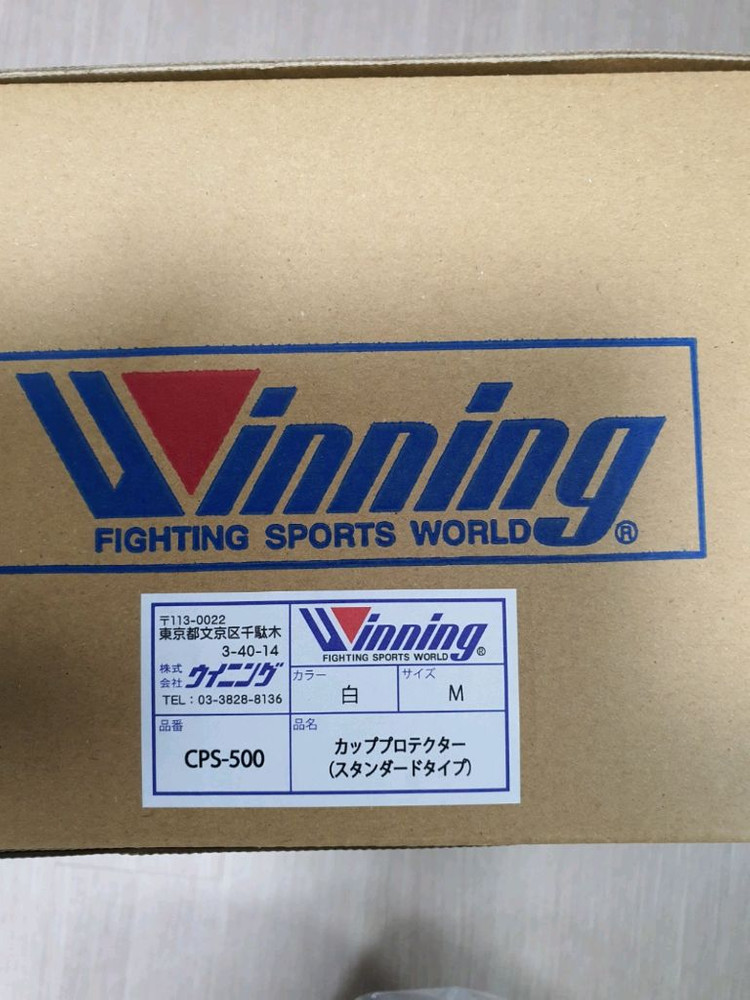 Winning
FIGHTING SPORTS WORLD®
〒113-0022
東京都文京区千駄木
3-40-14
株式会社 ウイニング
TEL：03-3828-8136
Winning
FIGHTING SPORTS WORLD®
カラー
白
サイズ
M
品番
CPS-500
品名
カッププロテクター
(スタンダードタイプ)